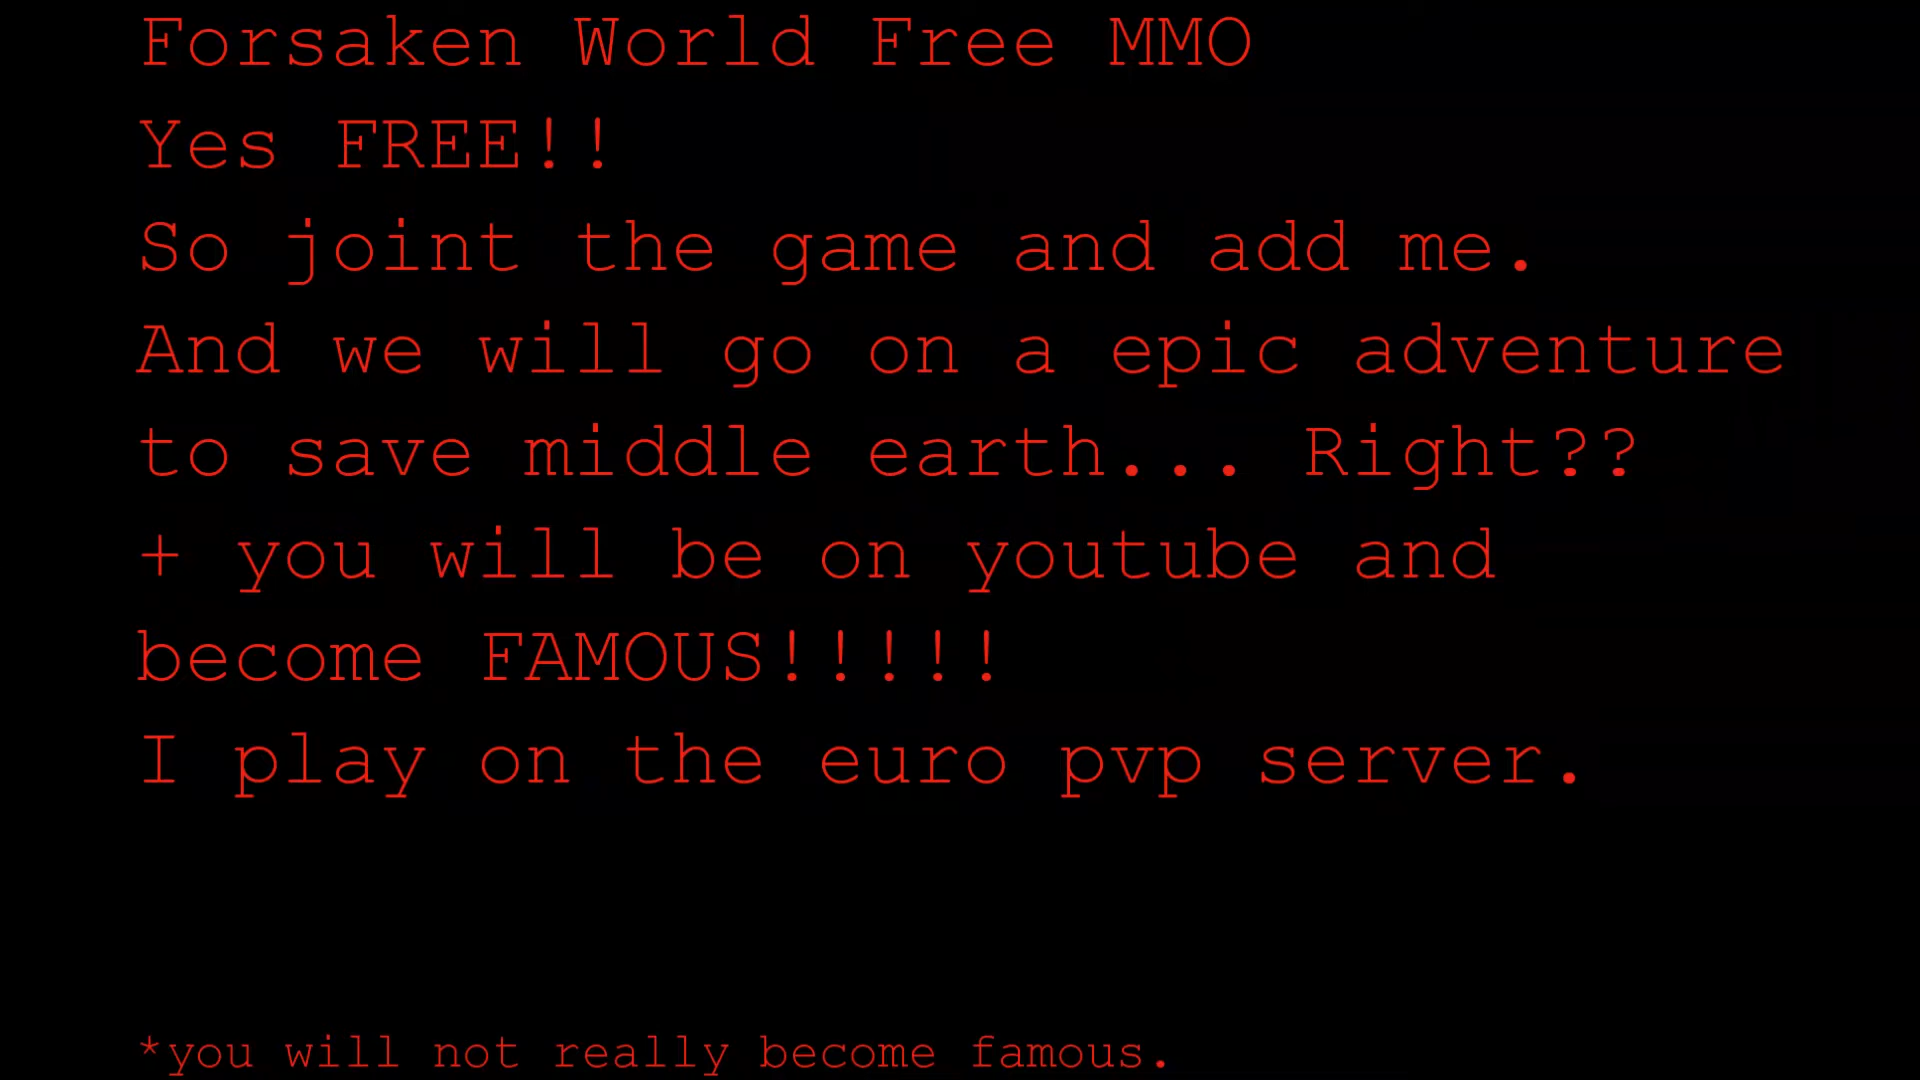 Forsaken World Free MMO
Yes FREE!!
So joint the game and add me.
And we will go on a epic adventure
to save middle earth... Right??
+ you will be on youtube and
become FAMOUS!!!!!
I play on the euro pvp server.
*you will not really become famous.